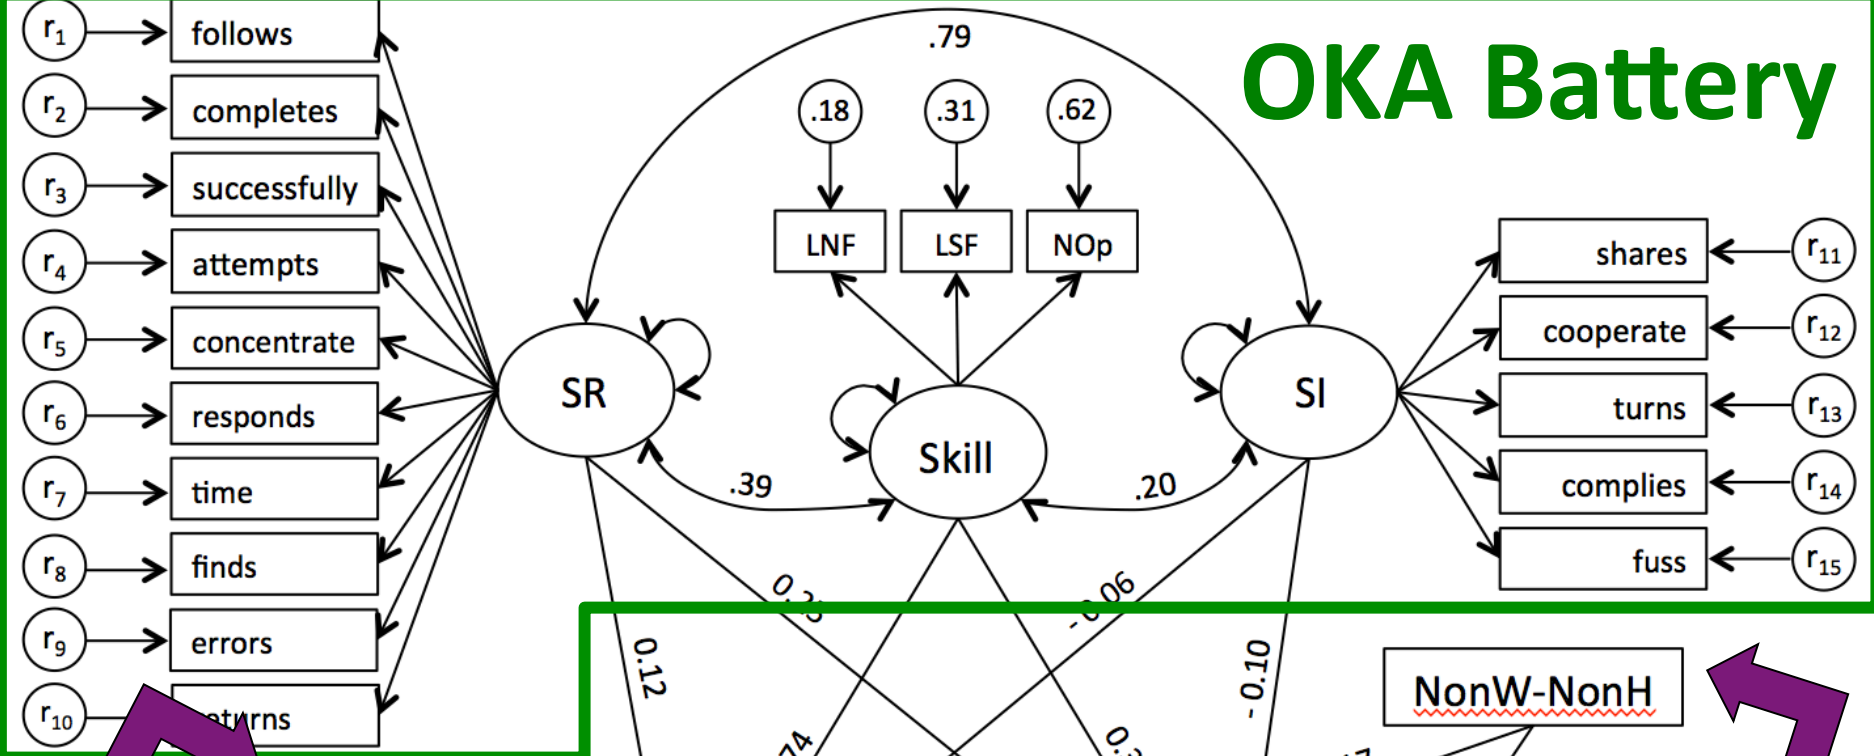 OKA Battery
.79
r1
follows
r2
completes
r3
successfully
r4
attempts
r5
concentrate
r6
responds
r7
time
r8
finds
r9
errors
r10
.18
.31
.62
LNF
LSF
NOp
SR
Skill
SI
.39
.20
shares
r11
cooperate
r12
turns
r13
complies
r14
fuss
r15
- 0.06
0.12
- 0.10
NonW-NonH